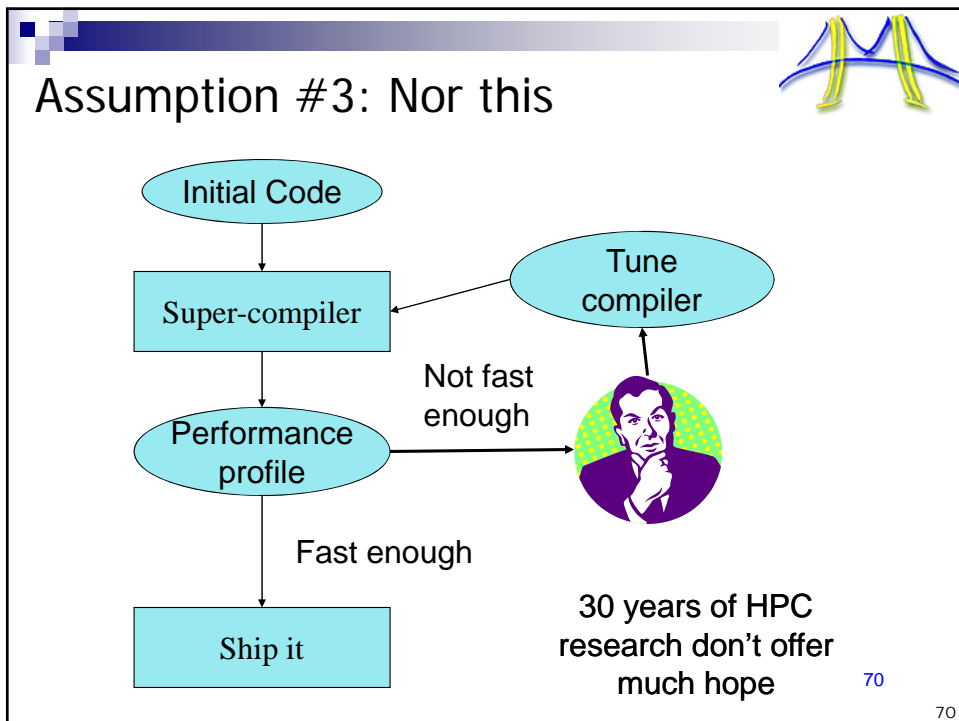 Assumption #3: Nor this
Initial Code
Super-compiler
Tune
compiler
Not fast
enough
Performance
profile
Fast enough
Ship it
30 years of HPC
research don't offer
much hope
70
70